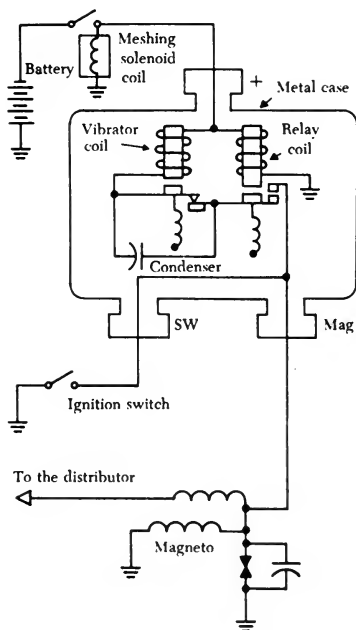 Meshing
solenoid
coil
Battery
+
Metal case
Vibrator
coil
Relay
coil
Condenser
SW
Mag
Ignition switch
To the distributor
Magneto